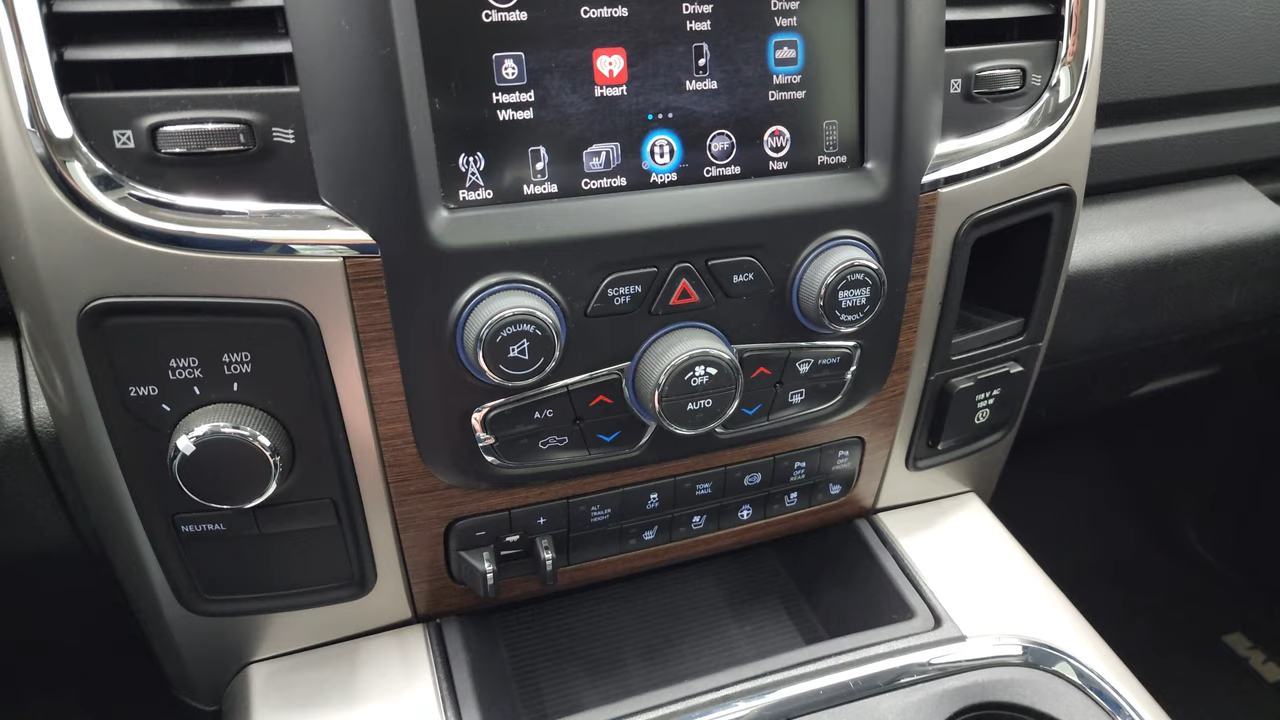 Climate
Controls
Driver
Heat
Driver
Vent
Heated
Wheel
iHeart
Media
Mirror
Dimmer
Radio
Media
Controls
Apps
OFF
Climate
NW
Nav
Phone
SCREEN
OFF
BACK
VOLUME
TUNE
BROWSE
ENTER
SCROLL
2WD
4WD
LOCK
4WD
LOW
NEUTRAL
A/C
OFF
AUTO
FRONT
115 V AC
150 W
ALT
TRAILER
HEIGHT
OFF
TOW/
HAUL
P
OFF
REAR
P
OFF
FRONT